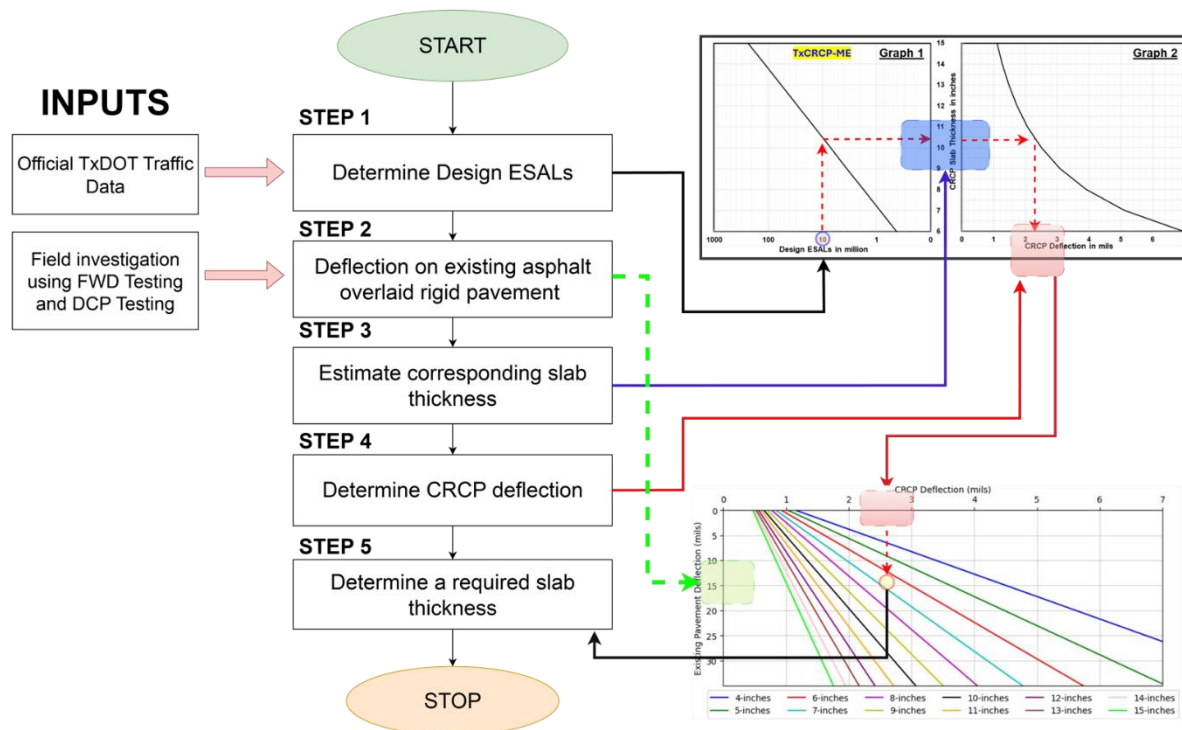 START
INPUTS
Official TxDOT Traffic
Data
Field investigation
using FWD Testing
and DCP Testing
STEP 1
Determine Design ESALs
STEP 2
Deflection on existing asphalt
overlaid rigid pavement
STEP 3
Estimate corresponding slab
thickness
STEP 4
Determine CRCP deflection
STEP 5
Determine a required slab
thickness
STOP
TxCRCP-ME
Graph 1
1000 100 10 1 0
Design ESALs in million
15
14
13
12
11
10
9
8
7
6
CRCP Slab Thickness in inches
Graph 2
0 1 2 3 4 5 6
CRCP Deflection in mils
CRCP Deflection (mils)
0 1 2 3 4 5 6 7
Existing Pavement Deflection (mils)
0
5
10
15
20
25
30
4-inches 6-inches 8-inches 10-inches 12-inches 14-inches
5-inches 7-inches 9-inches 11-inches 13-inches 15-inches